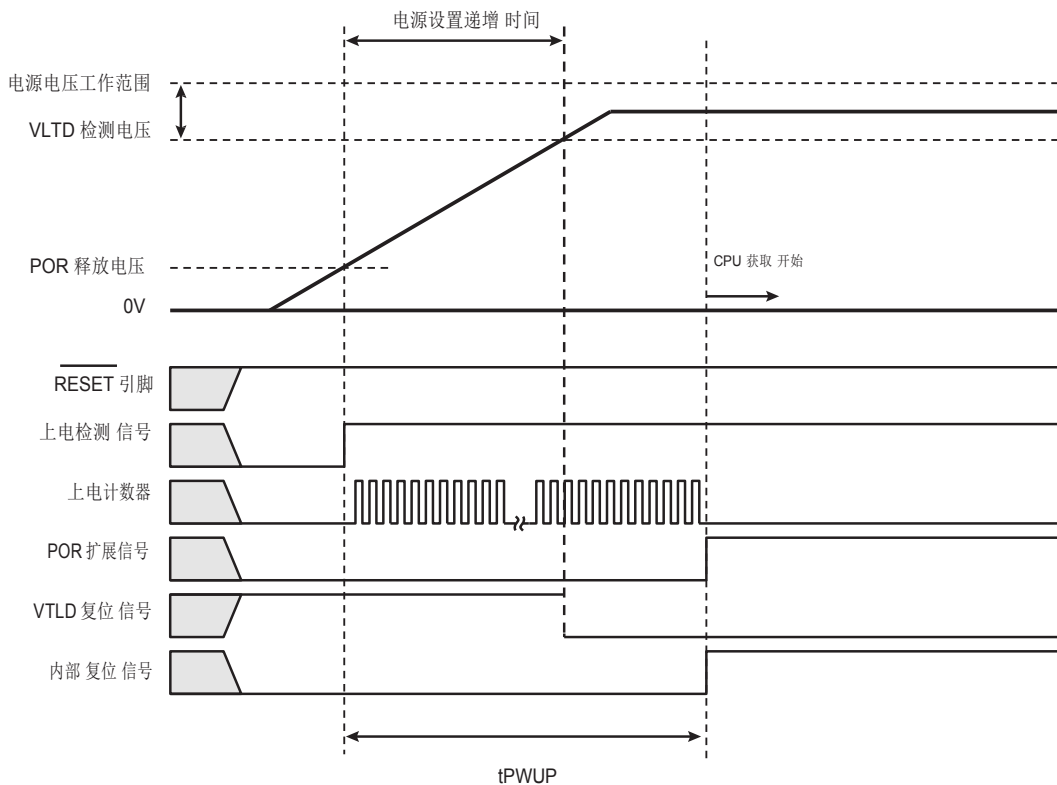 电源设置递增 时间
电源电压工作范围
VLTD 检测电压
POR 释放电压
CPU 获取 开始
0V
RESET 引脚
上电检测 信号
上电计数器
POR 扩展信号
VTLD 复位 信号
内部 复位 信号
tPWUP